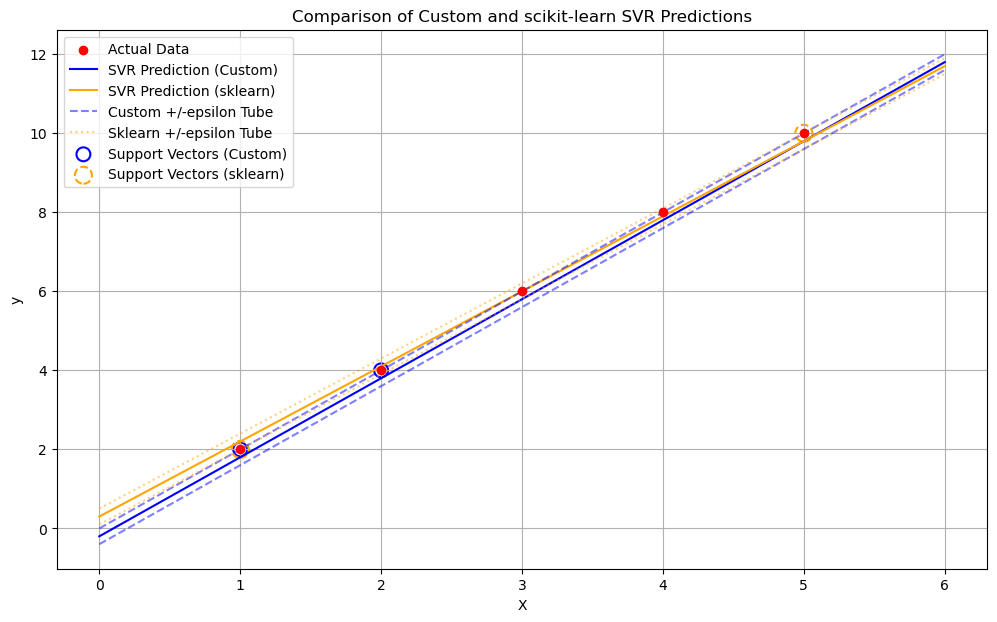 Comparison of Custom and scikit-learn SVR Predictions
Actual Data
SVR Prediction (Custom)
SVR Prediction (sklearn)
Custom +/-epsilon Tube
Sklearn +/-epsilon Tube
Support Vectors (Custom)
Support Vectors (sklearn)
12
10
8
6
4
2
0
y
0 1 2 3 4 5 6
X